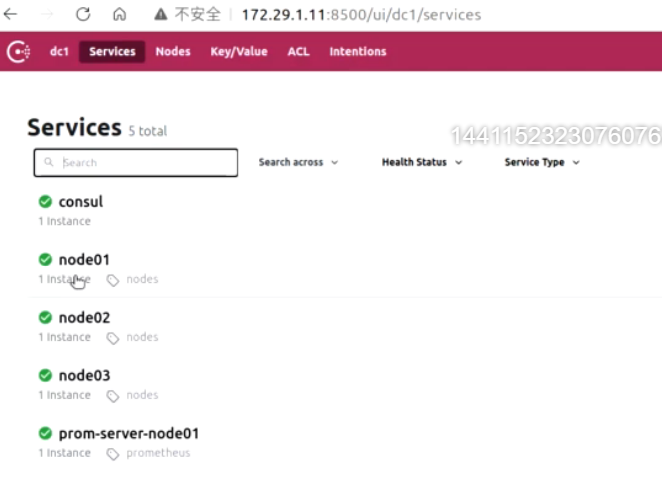 不安全 172.29.1.11:8500/ui/dc1/services
dc1 Services Nodes Key/Value ACL Intentions
Services 5 total
1441152323076076
Search Search across Health Status Service Type
consul
1 Instance
node01
1 Instance nodes
node02
1 Instance nodes
node03
1 Instance nodes
prom-server-node01
1 Instance prometheus